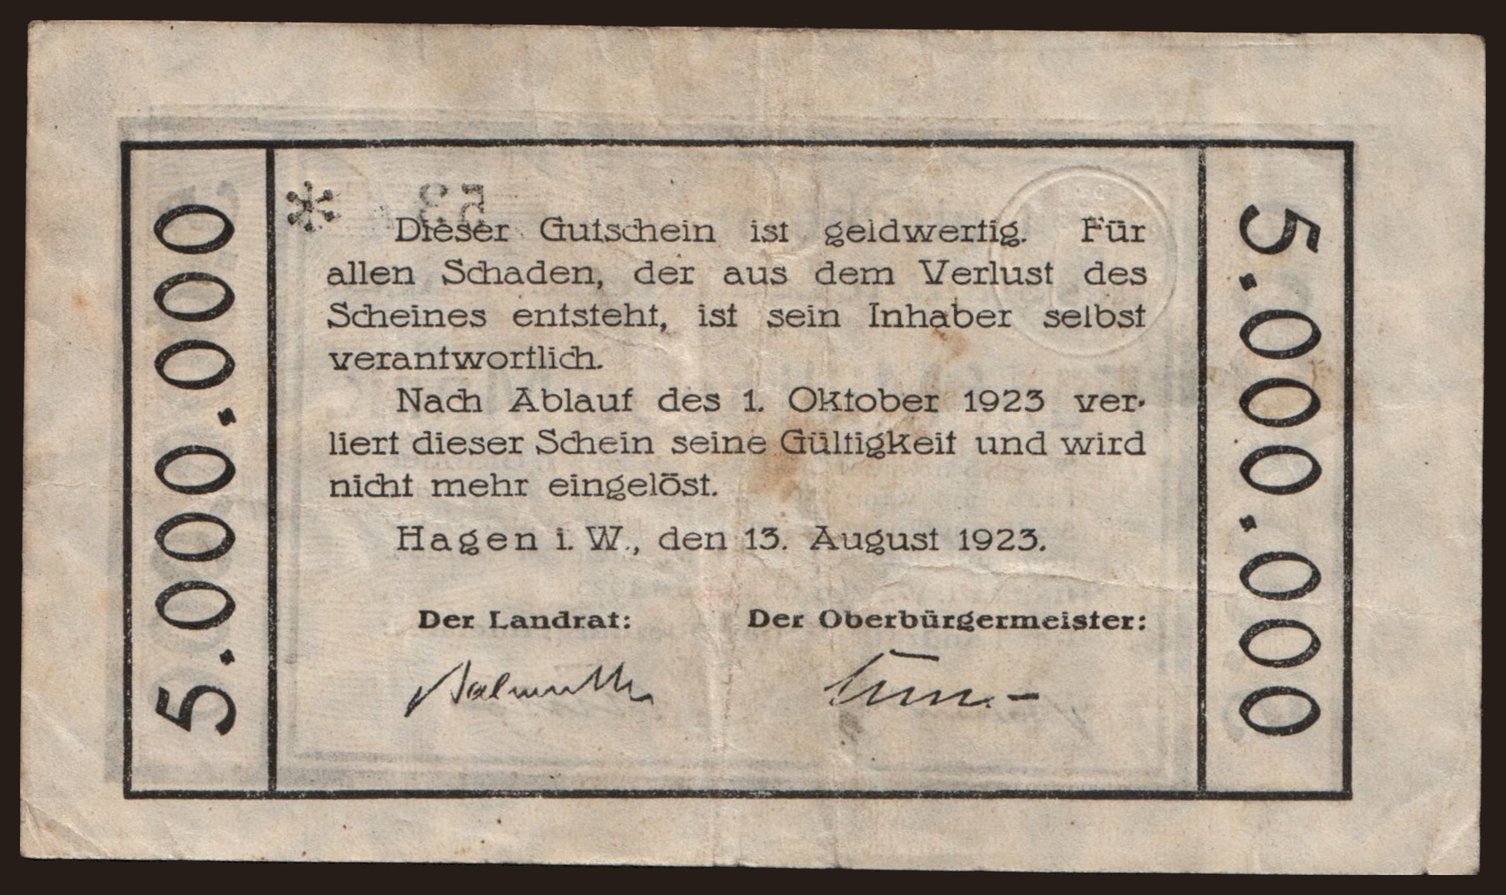 5.000.000
Dieser Gutschein ist geldwertig. Für
allen Schaden, der aus dem Verlust des
Scheines entsteht, ist sein Inhaber selbst
verantwortlich.
Nach Ablauf des 1. Oktober 1923 ver-
liert dieser Schein seine Gültigkeit und wird
nicht mehr eingelöst.
Hagen i. W., den 13. August 1923.
Der Landrat: Der Oberbürgermeister:
5.000.000